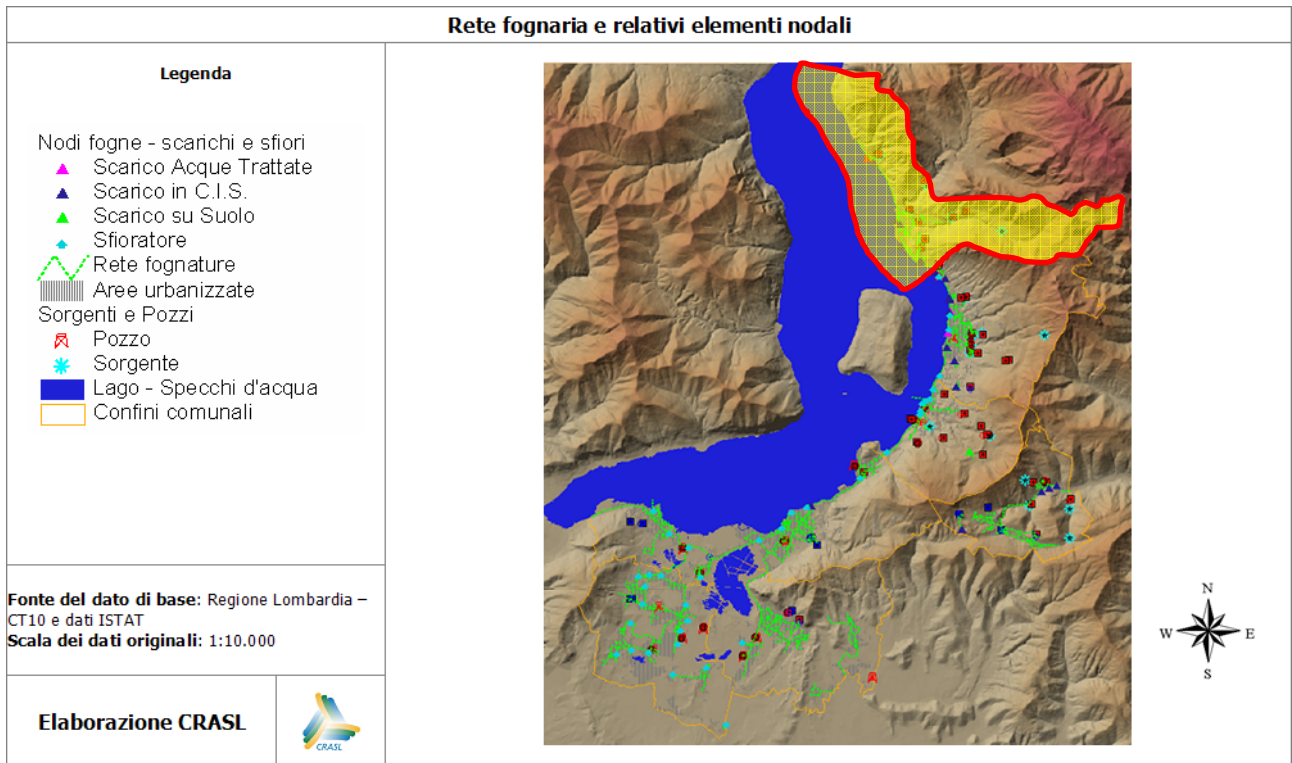 Rete fognaria e relativi elementi nodali
Legenda
Nodi fogne - scarichi e sfiori
Scarico Acque Trattate
Scarico in C.I.S.
Scarico su Suolo
Sfioratore
Rete fognature
Aree urbanizzate
Sorgenti e Pozzi
Pozzo
Sorgente
Lago - Specchi d'acqua
Confini comunali
Fonte del dato di base: Regione Lombardia –
CT10 e dati ISTAT
Scala dei dati originali: 1:10.000
Elaborazione CRASL
CRASL
N
W E
S